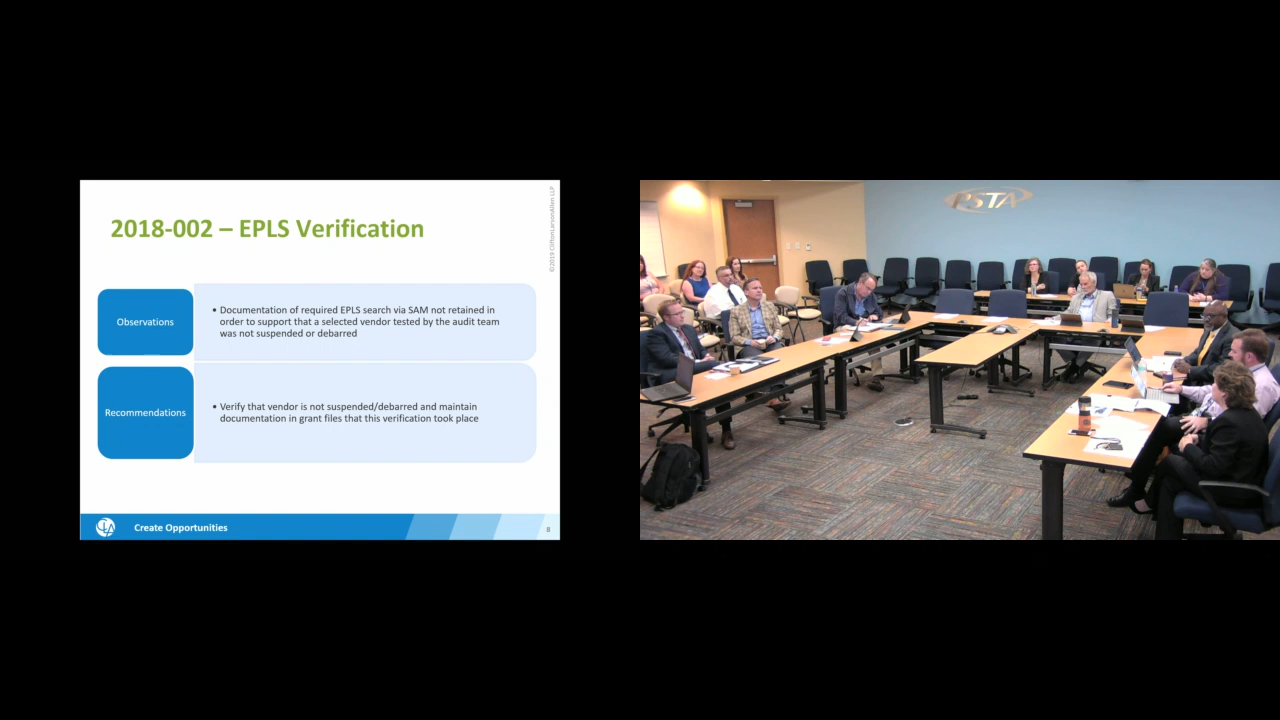 2018-002 – EPLS Verification
©2019 CliftonLarsonAllen LLP
Observations
• Documentation of required EPLS search via SAM not retained in
order to support that a selected vendor tested by the audit team
was not suspended or debarred
Recommendations
• Verify that vendor is not suspended/debarred and maintain
documentation in grant files that this verification took place
CLA
Create Opportunities
8
PSTA